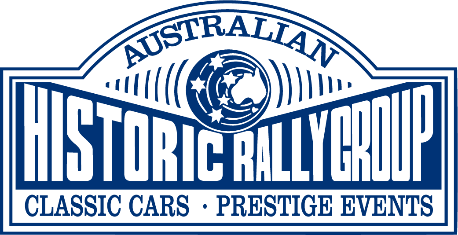 AUSTRALIAN
HISTORIC RALLY GROUP
CLASSIC CARS · PRESTIGE EVENTS